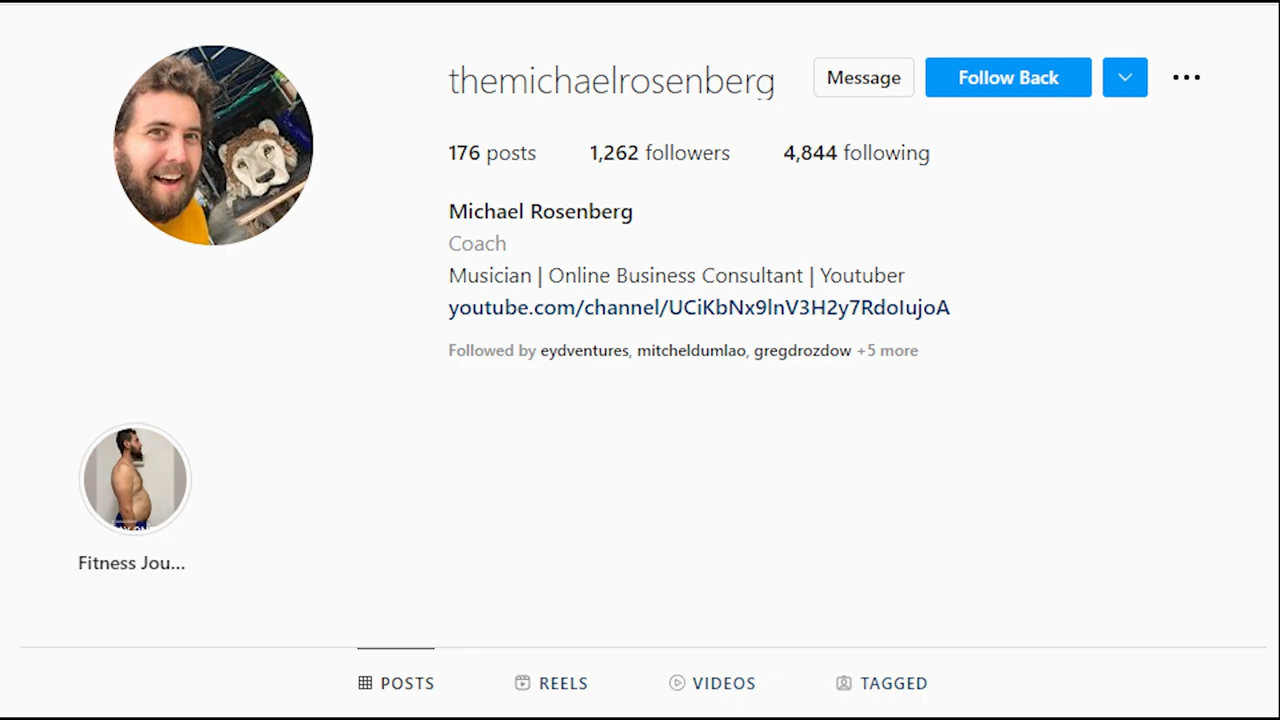 themichaelrosenberg Message Follow Back
176 posts 1,262 followers 4,844 following
Michael Rosenberg
Coach
Musician | Online Business Consultant | Youtuber
youtube.com/channel/UCiKbNx9lnV3H2y7RdoIujoA
Followed by eydventures, mitcheldumlao, gregdrozdow +5 more
Fitness Jou...
POSTS REELS VIDEOS TAGGED